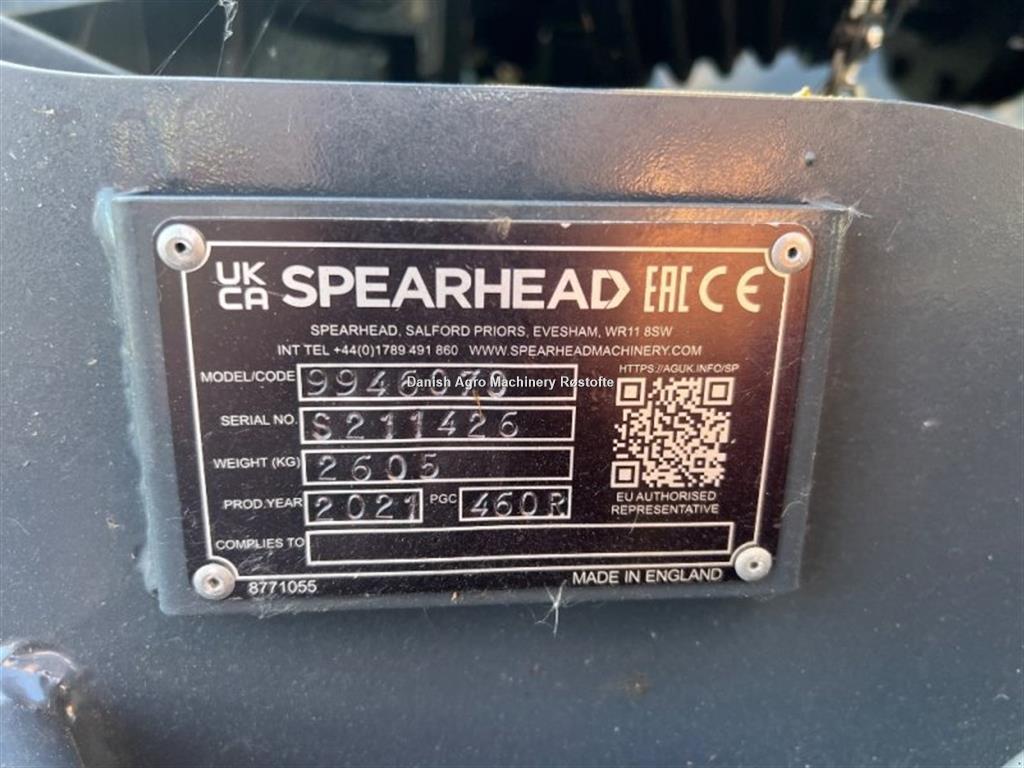 UK CA SPEARHEAD EAC CE
SPEARHEAD, SALFORD PRIORS, EVESHAM, WR11 8SW
INT TEL +44(0)1789 491 860 WWW.SPEARHEADMACHINERY.COM
MODEL/CODE 9946070
HTTPS://AGUK.INFO/SP
Danish Agro Machinery Røstofte
SERIAL NO. S211426
WEIGHT (KG) 2605
PROD.YEAR 2021 PGC 460R
EU AUTHORISED
REPRESENTATIVE
COMPLIES TO
8771055 MADE IN ENGLAND